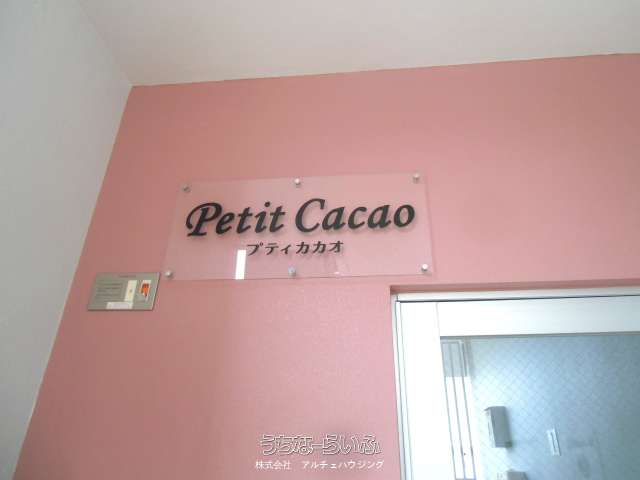 Petit Cacao
プティカカオ
うちなーらいふ
株式会社 アルチェハウジング